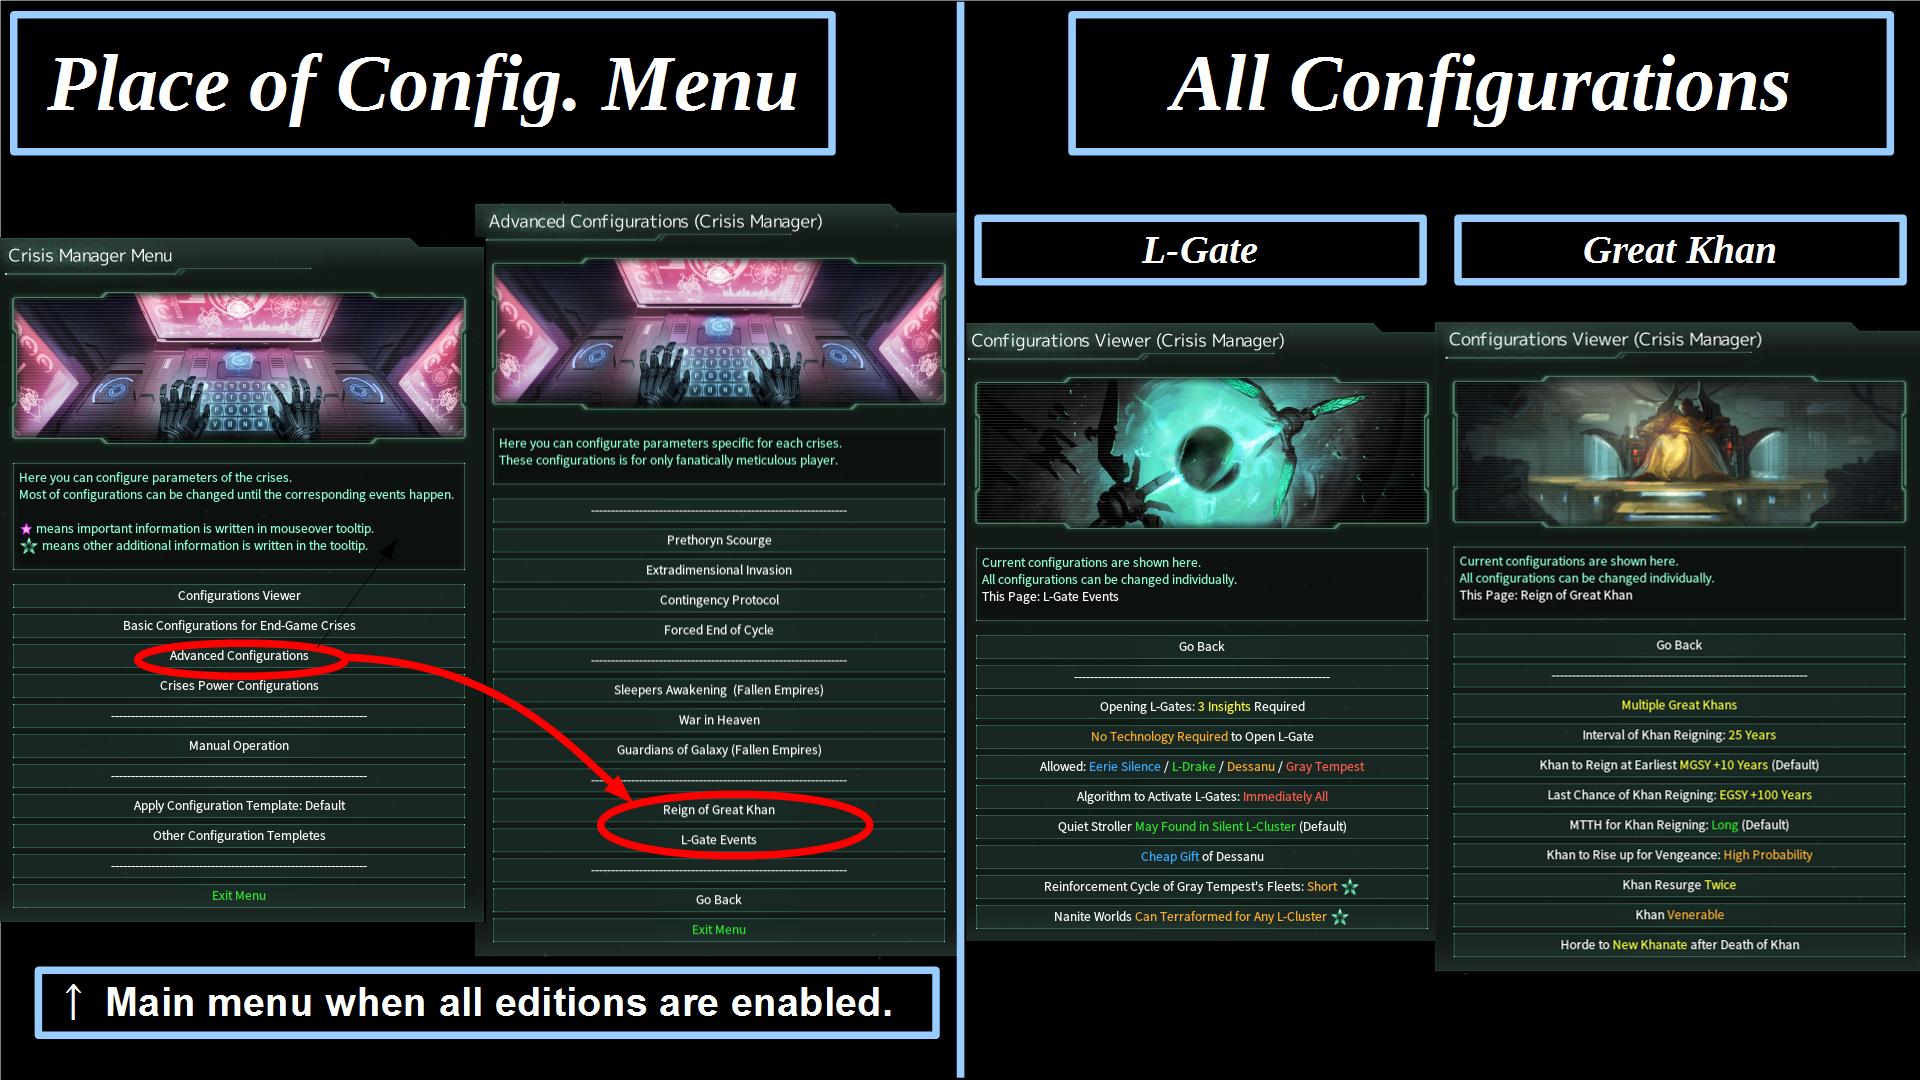 Place of Config. Menu
Crisis Manager Menu
Here you can configure parameters of the crises.
Most of configurations can be changed until the corresponding events happen.
means important information is written in mouseover tooltip.
means other additional information is written in the tooltip.
Configurations Viewer
Basic Configurations for End-Game Crises
Advanced Configurations
Crises Power Configurations
Manual Operation
Apply Configuration Template: Default
Other Configuration Templetes
Exit Menu
Advanced Configurations (Crisis Manager)
Here you can configurate parameters specific for each crises.
These configurations is for only fanatically meticulous player.
Prethoryn Scourge
Extradimensional Invasion
Contingency Protocol
Forced End of Cycle
Sleepers Awakening (Fallen Empires)
War in Heaven
Guardians of Galaxy (Fallen Empires)
Reign of Great Khan
L-Gate Events
Go Back
Exit Menu
↑ Main menu when all editions are enabled.
All Configurations
L-Gate
Configurations Viewer (Crisis Manager)
Current configurations are shown here.
All configurations can be changed individually.
This Page: L-Gate Events
Go Back
Opening L-Gates: 3 Insights Required
No Technology Required to Open L-Gate
Allowed: Eerie Silence / L-Drake / Dessanu / Gray Tempest
Algorithm to Activate L-Gates: Immediately All
Quiet Stroller May Found in Silent L-Cluster (Default)
Cheap Gift of Dessanu
Reinforcement Cycle of Gray Tempest's Fleets: Short
Nanite Worlds Can Terraformed for Any L-Cluster
Great Khan
Configurations Viewer (Crisis Manager)
Current configurations are shown here.
All configurations can be changed individually.
This Page: Reign of Great Khan
Go Back
Multiple Great Khans
Interval of Khan Reigning: 25 Years
Khan to Reign at Earliest MGSY +10 Years (Default)
Last Chance of Khan Reigning: EGSY +100 Years
MTTH for Khan Reigning: Long (Default)
Khan to Rise up for Vengeance: High Probability
Khan Resurge Twice
Khan Venerable
Horde to New Khanate after Death of Khan